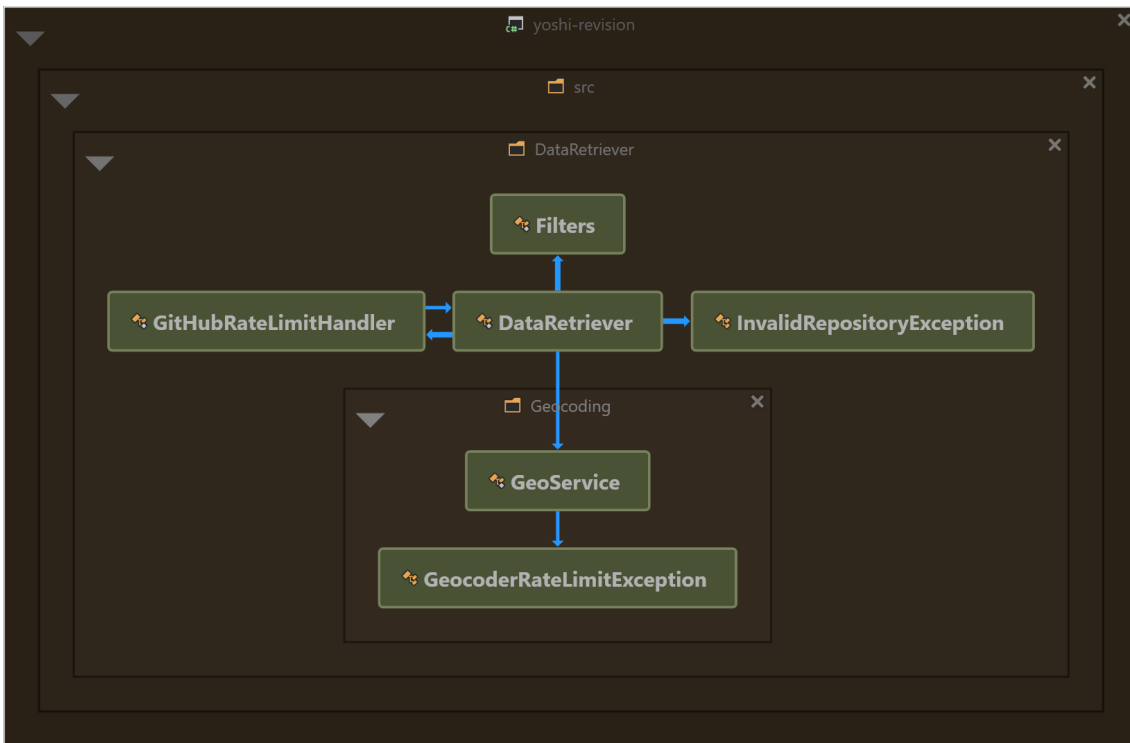 yoshi-revision
src
DataRetriever
Filters
GitHubRateLimitHandler
DataRetriever
InvalidRepositoryException
Geocoding
GeoService
GeocoderRateLimitException